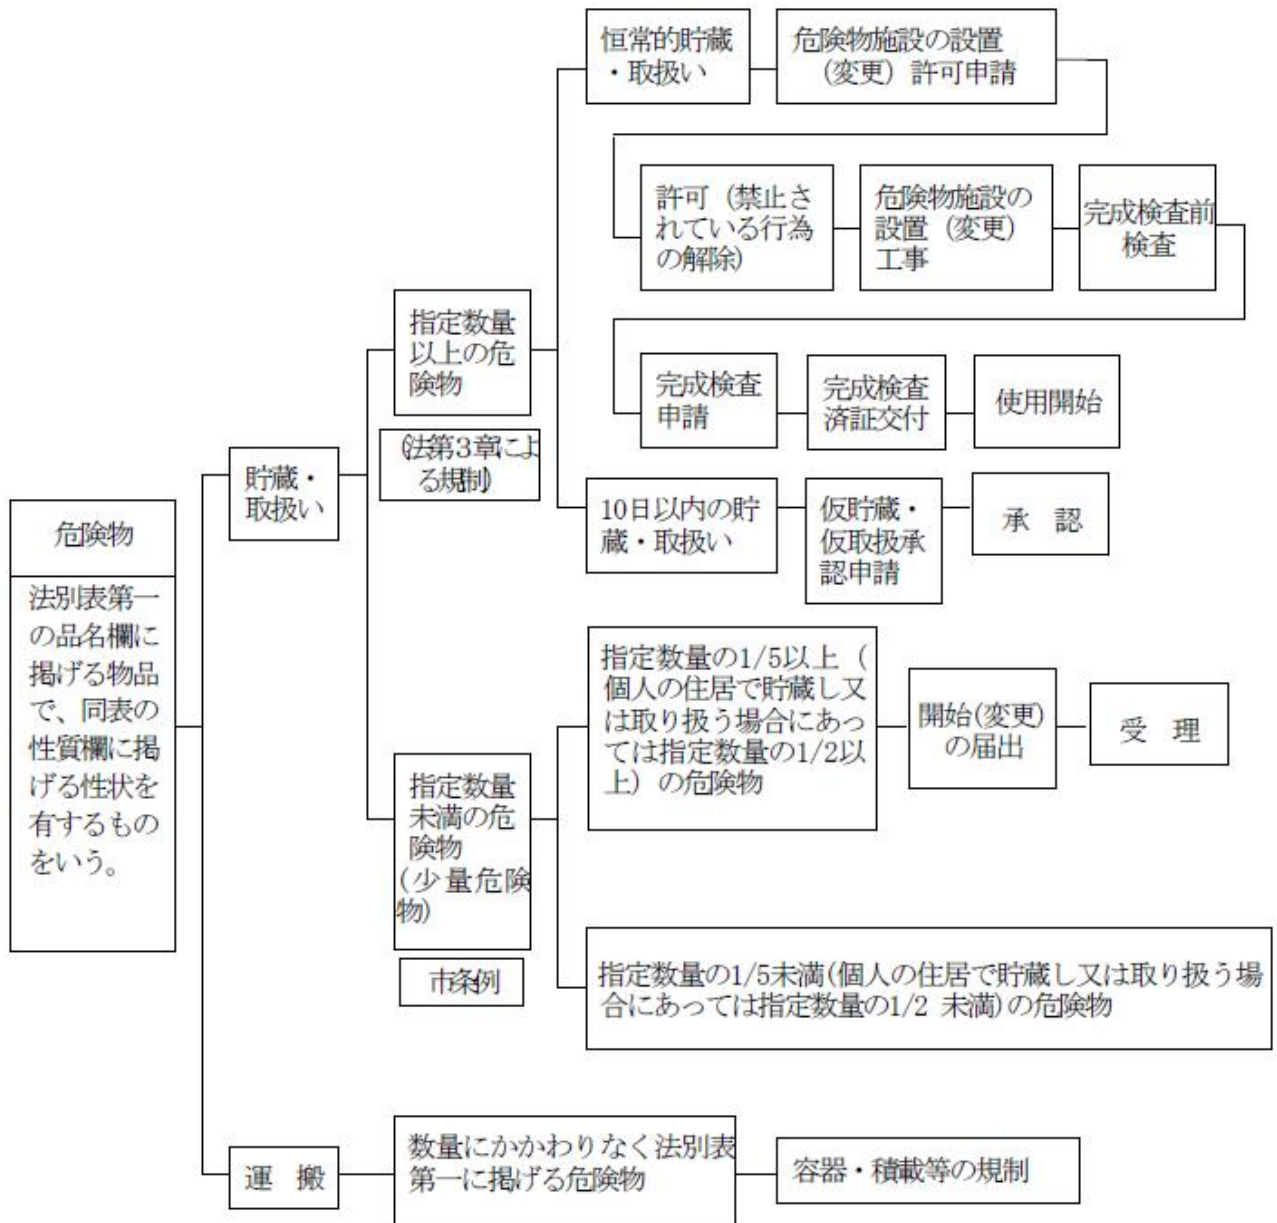 恒常的貯蔵
・取扱い
危険物施設の設置
(変更)許可申請
許可(禁止さ
れている行為
の解除)
危険物施設の
設置(変更)
工事
完成検査前
検査
指定数量
以上の危
険物
(法第3章によ
る規制)
完成検査
申請
完成検査
済証交付
使用開始
貯蔵・
取扱い
10日以内の貯
蔵・取扱い
仮貯蔵・
仮取扱承
認申請
承 認
危険物
法別表第一
の品名欄に
掲げる物品
で、同表の
性質欄に掲
げる性状を
有するもの
をいう。
指定数量
未満の危
険物
(少量危険
物)
市条例
指定数量の1/5以上(
個人の住居で貯蔵し又
は取り扱う場合にあっ
ては指定数量の1/2以
上)の危険物
開始(変更)
の届出
受 理
指定数量の1/5未満(個人の住居で貯蔵し又は取り扱う場
合にあっては指定数量の1/2 未満)の危険物
運 搬
数量にかかわりなく法別表
第一に掲げる危険物
容器・積載等の規制